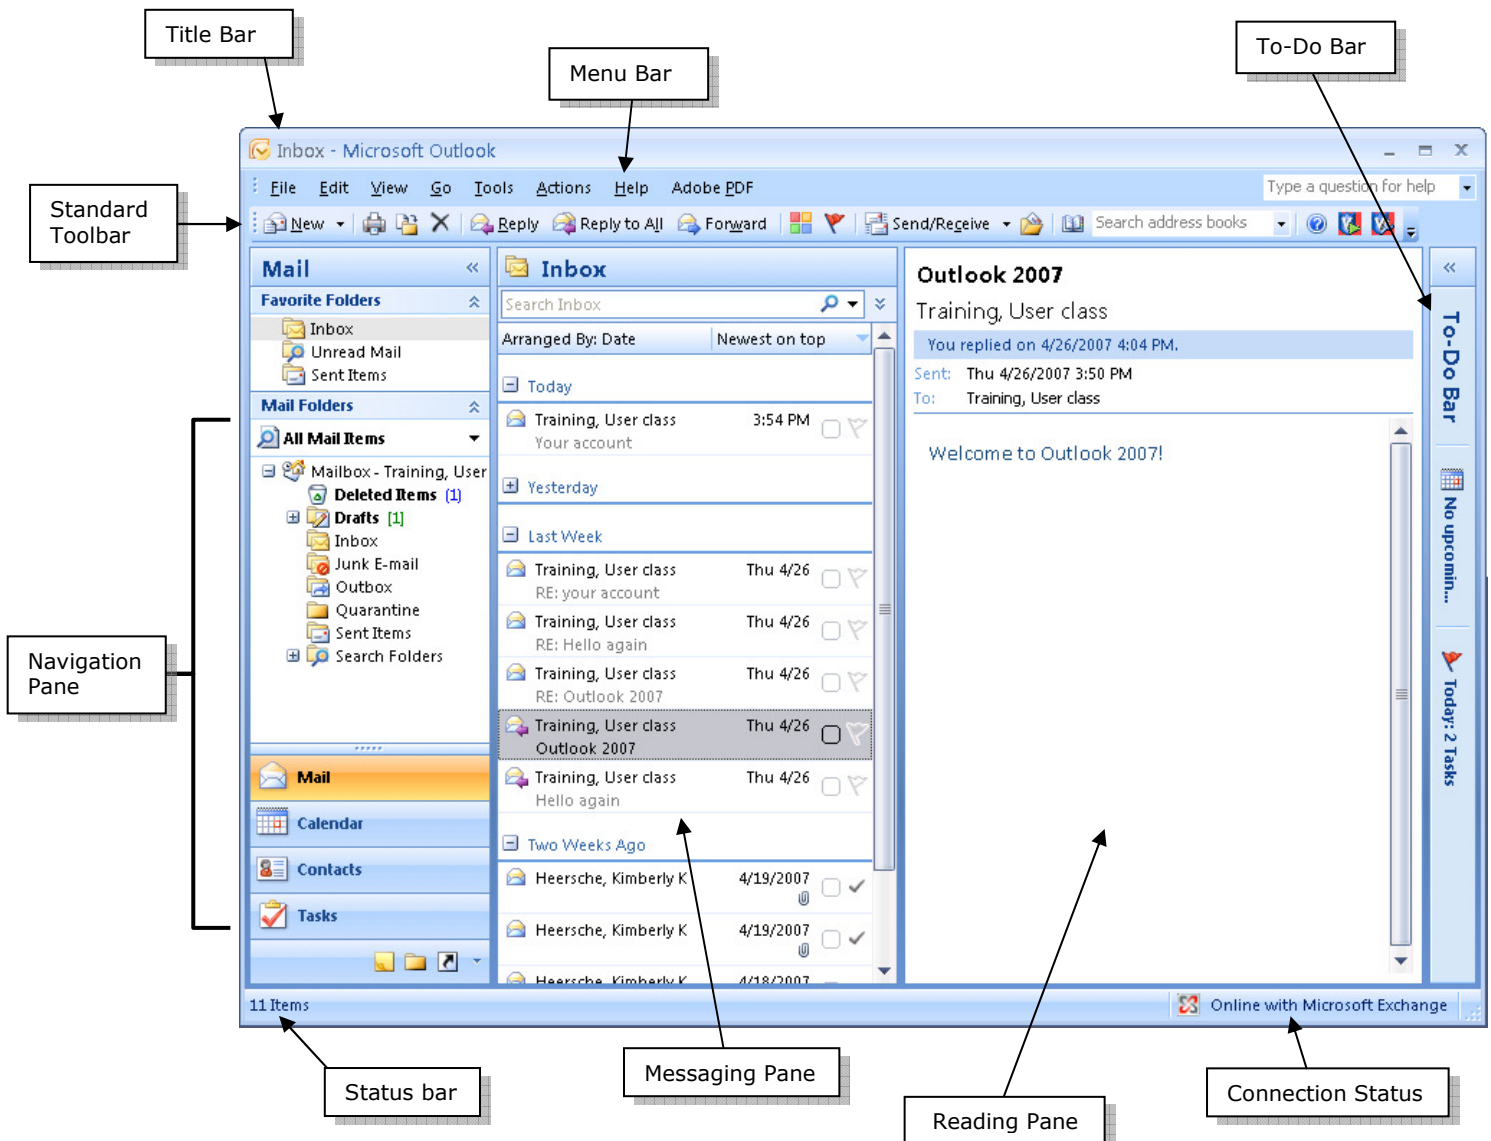 Title Bar
Menu Bar
To-Do Bar
Inbox - Microsoft Outlook
File Edit View Go Tools Actions Help Adobe PDF
Type a question for help
Standard
Toolbar
New Reply Reply to All Forward Send/Receive Search address books
Mail
Favorite Folders
Inbox
Unread Mail
Sent Items
Mail Folders
All Mail Items
Mailbox - Training, User
Deleted Items (1)
Drafts [1]
Inbox
Junk E-mail
Outbox
Quarantine
Sent Items
Search Folders
Navigation
Pane
Mail
Calendar
Contacts
Tasks
Inbox
Search Inbox
Arranged By: Date Newest on top
Today
Training, User class 3:54 PM
Your account
Yesterday
Last Week
Training, User class Thu 4/26
RE: your account
Training, User class Thu 4/26
RE: Hello again
Training, User class Thu 4/26
RE: Outlook 2007
Training, User class Thu 4/26
Outlook 2007
Training, User class Thu 4/26
Hello again
Two Weeks Ago
Heersche, Kimberly K 4/19/2007
Heersche, Kimberly K 4/19/2007
Heersche, Kimberly K 4/18/2007
Outlook 2007
Training, User class
You replied on 4/26/2007 4:04 PM.
Sent: Thu 4/26/2007 3:50 PM
To: Training, User class
Welcome to Outlook 2007!
To-Do Bar
No upcomin...
Today: 2 Tasks
11 Items
Online with Microsoft Exchange
Status bar
Messaging Pane
Reading Pane
Connection Status